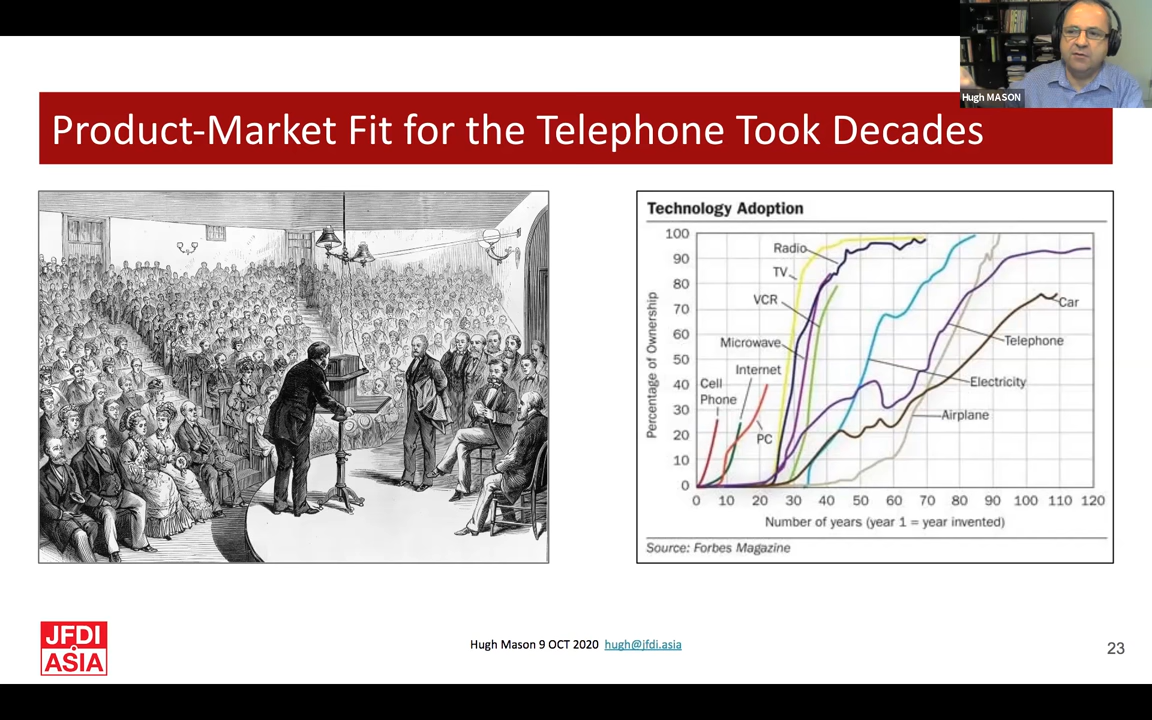 Hugh MASON
Product-Market Fit for the Telephone Took Decades
Technology Adoption
Percentage of Ownership
100
90
80
70
60
50
40
30
20
10
0
Radio
TV
VCR
Microwave
Internet
Cell
Phone
PC
Car
Telephone
Electricity
Airplane
0 10 20 30 40 50 60 70 80 90 100 110 120
Number of years (year 1 = year invented)
Source: Forbes Magazine
JFDI
ASIA
Hugh Mason 9 OCT 2020 hugh@jfdi.asia
23